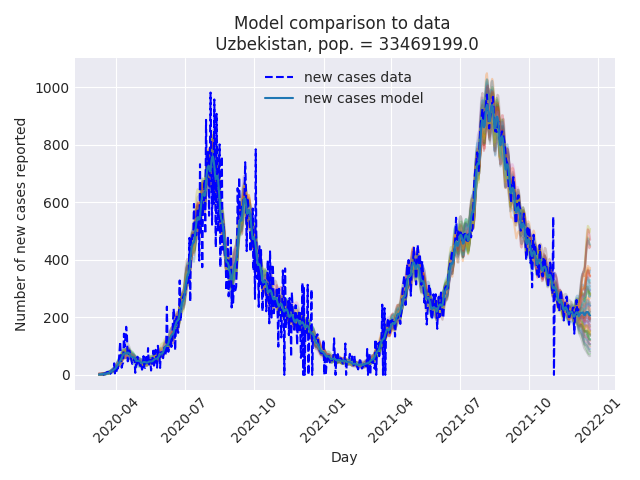 Model comparison to data
Uzbekistan, pop. = 33469199.0
new cases data
new cases model
Number of new cases reported
1000
800
600
400
200
0
2020-04
2020-07
2020-10
2021-01
2021-04
2021-07
2021-10
2022-01
Day